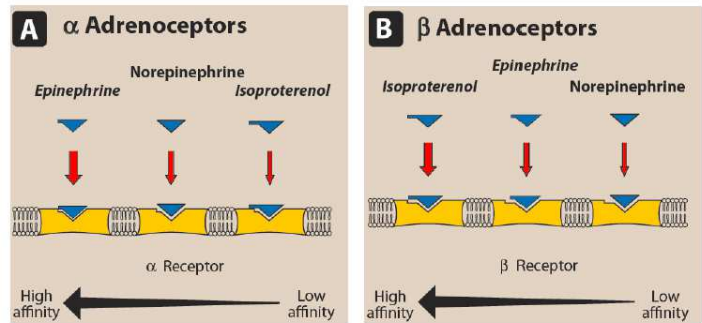 A α Adrenoceptors
Norepinephrine
Epinephrine Isoproterenol
α Receptor
High affinity
Low affinity
B β Adrenoceptors
Epinephrine
Isoproterenol Norepinephrine
β Receptor
High affinity
Low affinity